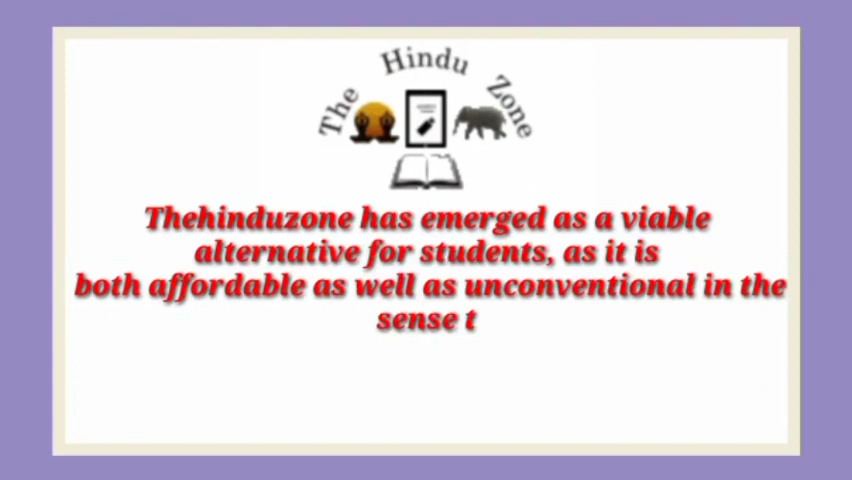 The Hindu Zone
Thehinduzone has emerged as a viable
alternative for students, as it is
both affordable as well as unconventional in the
sense t